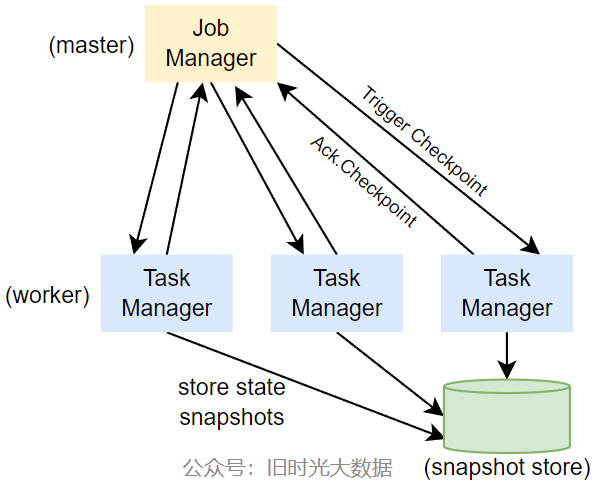 Job
Manager
(master)
Trigger Checkpoint
Ack.Checkpoint
Task
Manager
Task
Manager
Task
Manager
(worker)
store state
snapshots
公众号：旧时光大数据
(snapshot store)